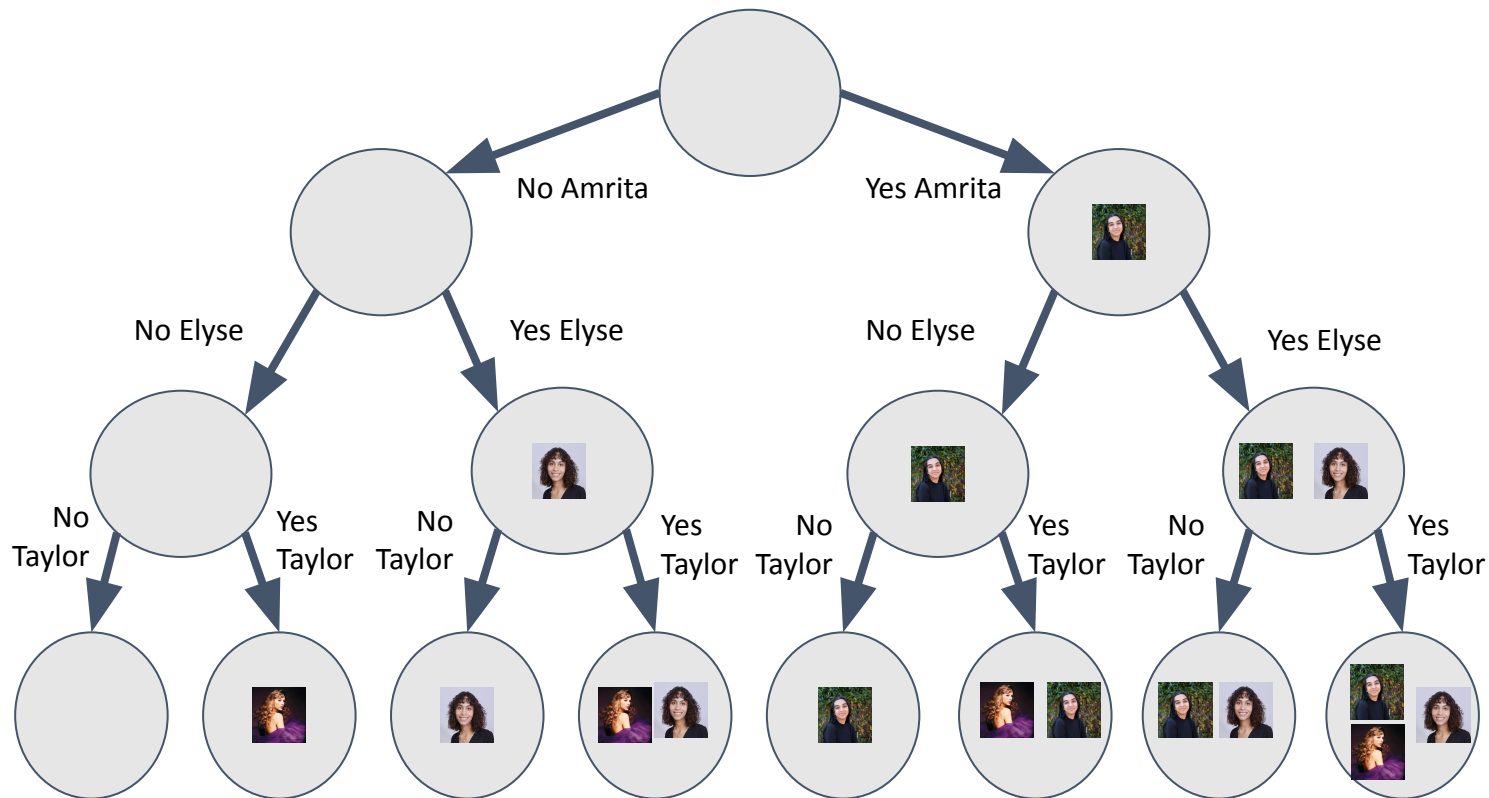 No Amrita
Yes Amrita
No Elyse
Yes Elyse
No Elyse
Yes Elyse
No
Taylor
Yes
Taylor
No
Taylor
Yes
Taylor
No
Taylor
Yes
Taylor
No
Taylor
Yes
Taylor